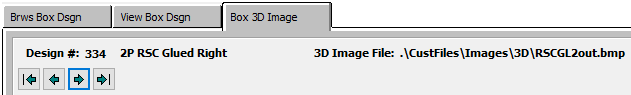 Brws Box Dsgn View Box Dsgn Box 3D Image
Design #: 334 2P RSC Glued Right 3D Image File: .\CustFiles\Images\3D\RSCGL2out.bmp